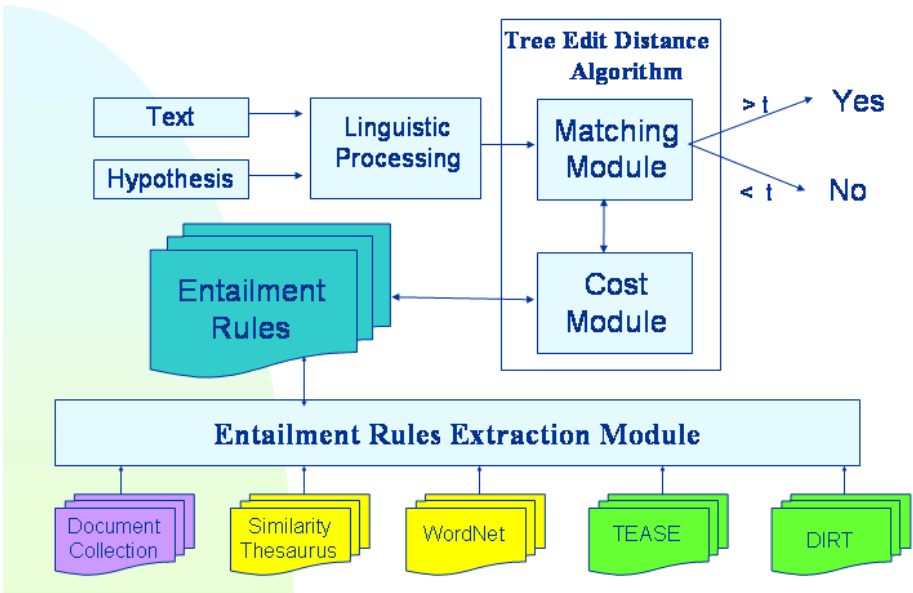 Tree Edit Distance
Algorithm
Text
Hypothesis
Linguistic
Processing
Matching
Module
> t
Yes
< t
No
Entailment
Rules
Cost
Module
Entailment Rules Extraction Module
Document
Collection
Similarity
Thesaurus
WordNet
TEASE
DIRT